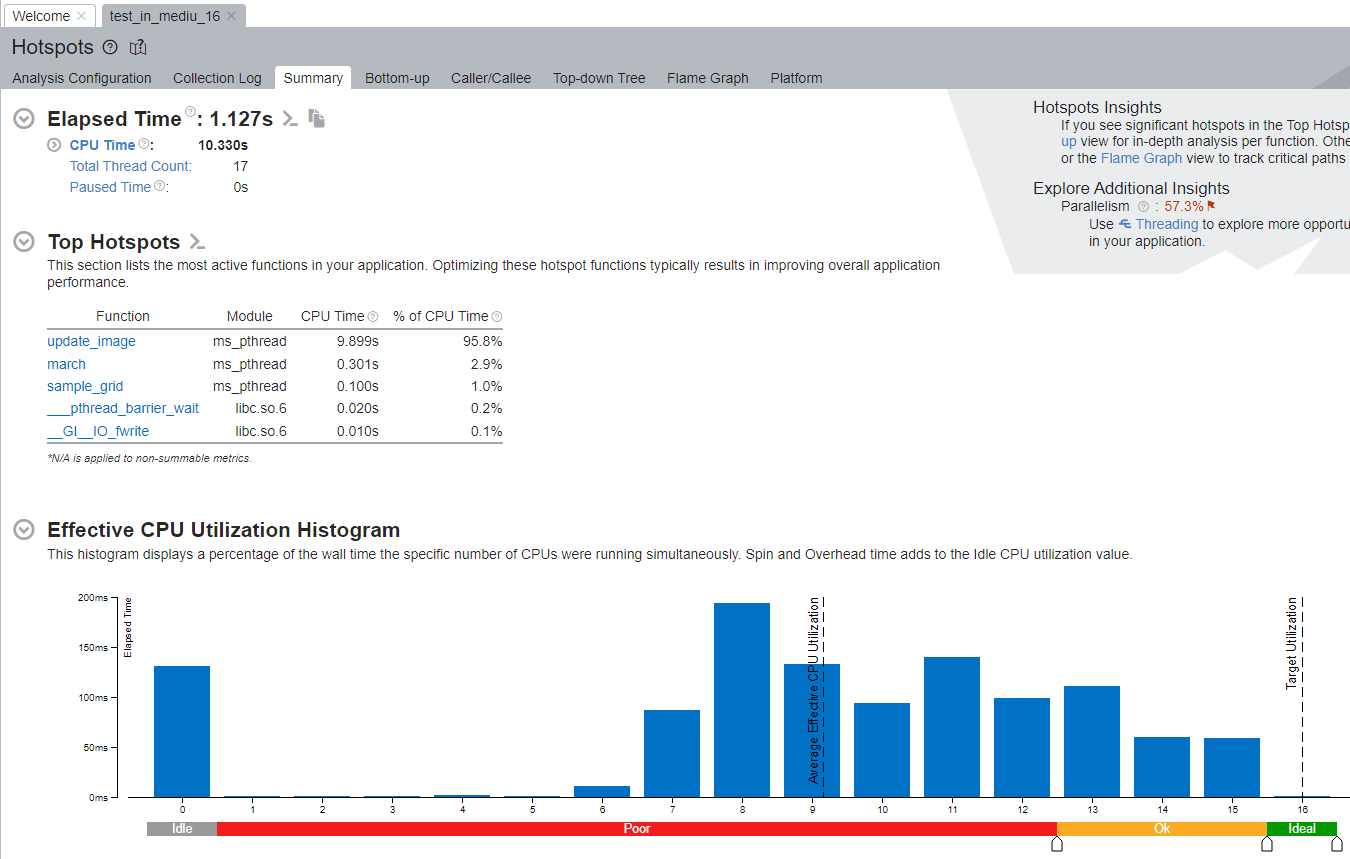 Welcome
test_in_mediu_16
Hotspots
Analysis Configuration Collection Log Summary Bottom-up Caller/Callee Top-down Tree Flame Graph Platform
Elapsed Time: 1.127s
CPU Time: 10.330s
Total Thread Count: 17
Paused Time: 0s
Hotspots Insights
If you see significant hotspots in the Top Hotsp
up view for in-depth analysis per function. Othe
or the Flame Graph view to track critical paths
Explore Additional Insights
Parallelism : 57.3%
Use Threading to explore more opportu
in your application.
Top Hotspots
This section lists the most active functions in your application. Optimizing these hotspot functions typically results in improving overall application
performance.
Function Module CPU Time % of CPU Time
update_image ms_pthread 9.899s 95.8%
march ms_pthread 0.301s 2.9%
sample_grid ms_pthread 0.100s 1.0%
___pthread_barrier_wait libc.so.6 0.020s 0.2%
__GI__IO_fwrite libc.so.6 0.010s 0.1%
*N/A is applied to non-summable metrics.
Effective CPU Utilization Histogram
This histogram displays a percentage of the wall time the specific number of CPUs were running simultaneously. Spin and Overhead time adds to the Idle CPU utilization value.
200ms
150ms
100ms
50ms
0ms
Elapsed Time
Average Effective CPU Utilization
Target Utilization
0 1 2 3 4 5 6 7 8 9 10 11 12 13 14 15 16
Idle Poor Ok Ideal